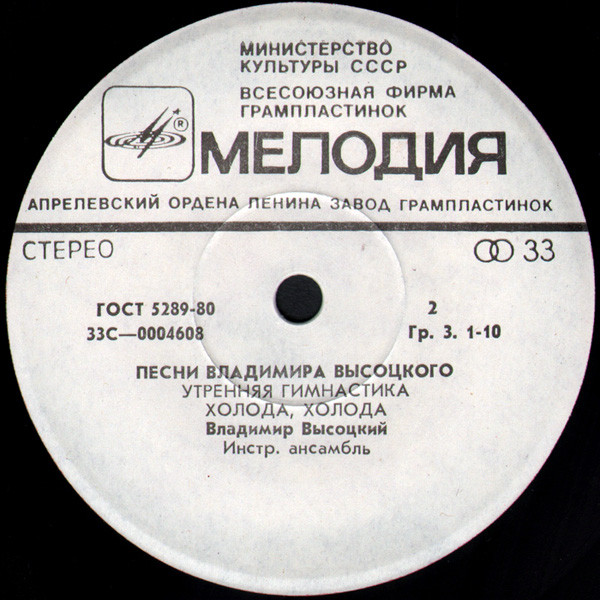 МИНИСТЕРСТВО
КУЛЬТУРЫ СССР
ВСЕСОЮЗНАЯ ФИРМА
ГРАМПЛАСТИНОК
® МЕЛОДИЯ
АПРЕЛЕВСКИЙ ОРДЕНА ЛЕНИНА ЗАВОД ГРАМПЛАСТИНОК
СТЕРЕО 33
ГОСТ 5289-80 2
33С—0004608 Гр. 3. 1-10
ПЕСНИ ВЛАДИМИРА ВЫСОЦКОГО
УТРЕННЯЯ ГИМНАСТИКА
ХОЛОДА, ХОЛОДА
Владимир Высоцкий
Инстр. ансамбль